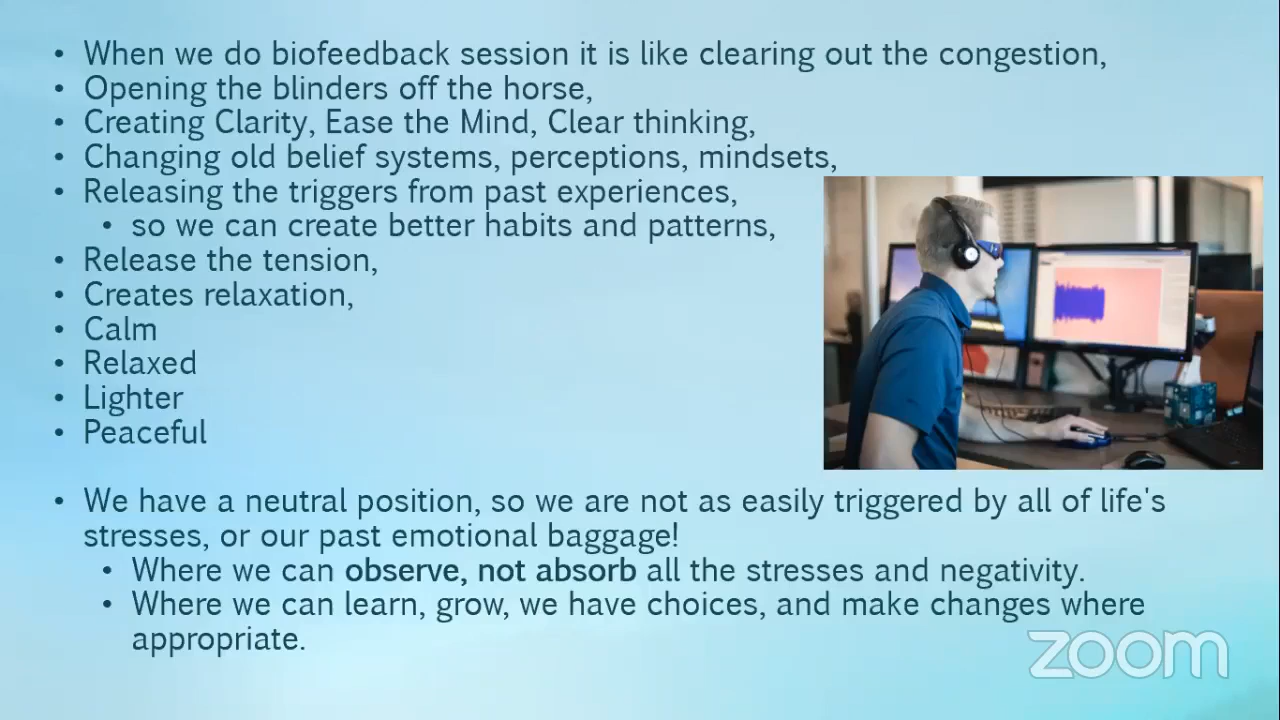 • When we do biofeedback session it is like clearing out the congestion,
• Opening the blinders off the horse,
• Creating Clarity, Ease the Mind, Clear thinking,
• Changing old belief systems, perceptions, mindsets,
• Releasing the triggers from past experiences,
• so we can create better habits and patterns,
• Release the tension,
• Creates relaxation,
• Calm
• Relaxed
• Lighter
• Peaceful
• We have a neutral position, so we are not as easily triggered by all of life's
stresses, or our past emotional baggage!
• Where we can observe, not absorb all the stresses and negativity.
• Where we can learn, grow, we have choices, and make changes where
appropriate.
zoom